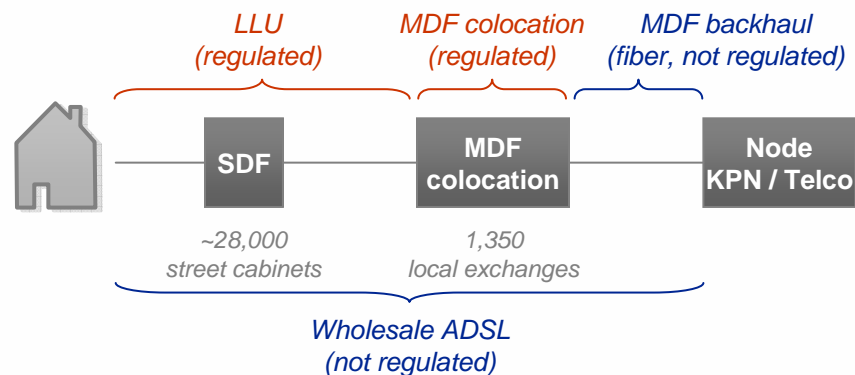 LLU
(regulated)
MDF colocation
(regulated)
MDF backhaul
(fiber, not regulated)
SDF
MDF
colocation
Node
KPN / Telco
~28,000
street cabinets
1,350
local exchanges
Wholesale ADSL
(not regulated)